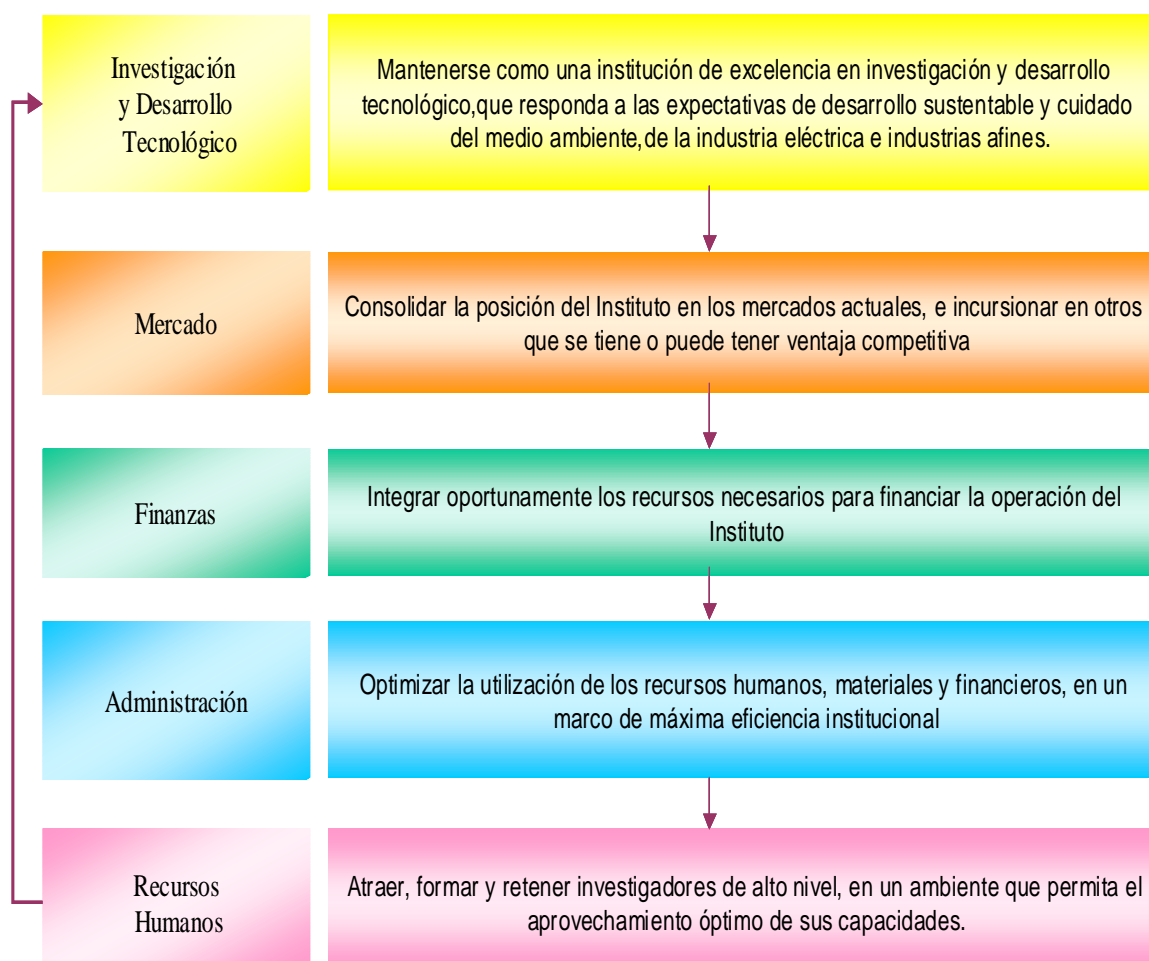 Investigación
y Desarrollo
Tecnológico
Mantenerse como una institución de excelencia en investigación y desarrollo
tecnológico,que responda a las expectativas de desarrollo sustentable y cuidado
del medio ambiente,de la industria eléctrica e industrias afines.
Mercado
Consolidar la posición del Instituto en los mercados actuales, e incursionar en otros
que se tiene o puede tener ventaja competitiva
Finanzas
Integrar oportunamente los recursos necesarios para financiar la operación del
Instituto
Administración
Optimizar la utilización de los recursos humanos, materiales y financieros, en un
marco de máxima eficiencia institucional
Recursos
Humanos
Atraer, formar y retener investigadores de alto nivel, en un ambiente que permita el
aprovechamiento óptimo de sus capacidades.